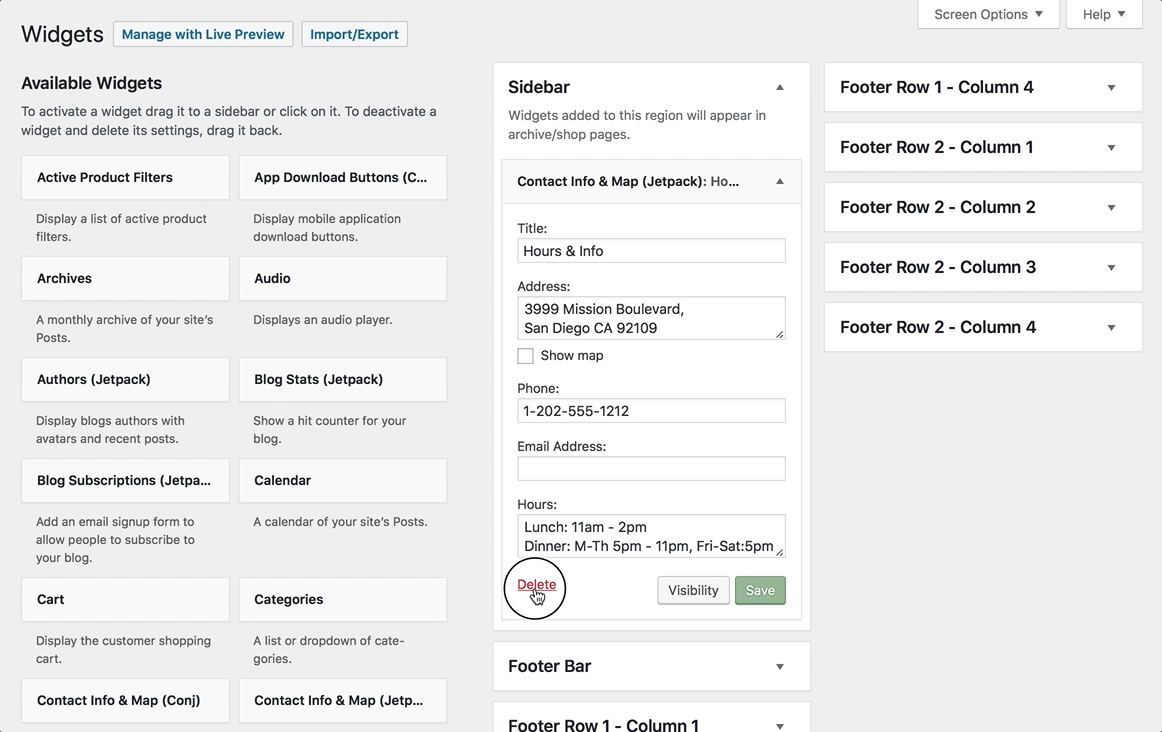 Screen Options ▼
Help ▼
Widgets
Manage with Live Preview
Import/Export
Available Widgets
To activate a widget drag it to a sidebar or click on it. To deactivate a
widget and delete its settings, drag it back.
Active Product Filters
App Download Buttons (C...
Display a list of active product
filters.
Display mobile application
download buttons.
Archives
Audio
A monthly archive of your site’s
Posts.
Displays an audio player.
Authors (Jetpack)
Blog Stats (Jetpack)
Display blogs authors with
avatars and recent posts.
Show a hit counter for your
blog.
Blog Subscriptions (Jetpa...
Calendar
Add an email signup form to
allow people to subscribe to
your blog.
A calendar of your site’s Posts.
Cart
Categories
Display the customer shopping
cart.
A list or dropdown of cate-
gories.
Contact Info & Map (Conj)
Contact Info & Map (Jetp...
Sidebar
Widgets added to this region will appear in
archive/shop pages.
Contact Info & Map (Jetpack): Ho...
Title:
Hours & Info
Address:
3999 Mission Boulevard,
San Diego CA 92109
Show map
Phone:
1-202-555-1212
Email Address:
Hours:
Lunch: 11am - 2pm
Dinner: M-Th 5pm - 11pm, Fri-Sat:5pm
Delete
Visibility
Save
Footer Bar
Footer Row 1 - Column 1
Footer Row 1 - Column 4
Footer Row 2 - Column 1
Footer Row 2 - Column 2
Footer Row 2 - Column 3
Footer Row 2 - Column 4